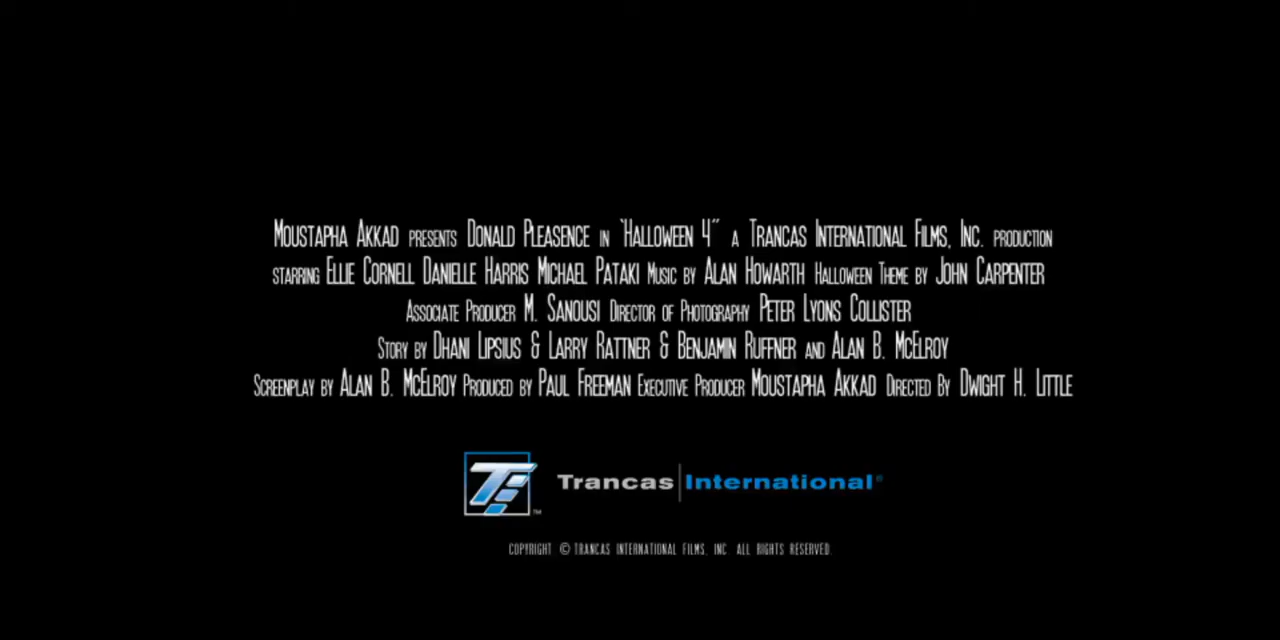 Moustapha Akkad presents Donald Pleasence in "Halloween 4" a Trancas International Films, Inc. production
starring Ellie Cornell Danielle Harris Michael Pataki Music by Alan Howarth Halloween Theme by John Carpenter
Associate Producer M. Sanousi Director of Photography Peter Lyons Collister
Story by Dhani Lipsius & Larry Rattner & Benjamin Ruffner and Alan B. McElroy
Screenplay by Alan B. McElroy Produced by Paul Freeman Executive Producer Moustapha Akkad Directed By Dwight H. Little
TF™ Trancas|International®
COPYRIGHT © TRANCAS INTERNATIONAL FILMS, INC. ALL RIGHTS RESERVED.